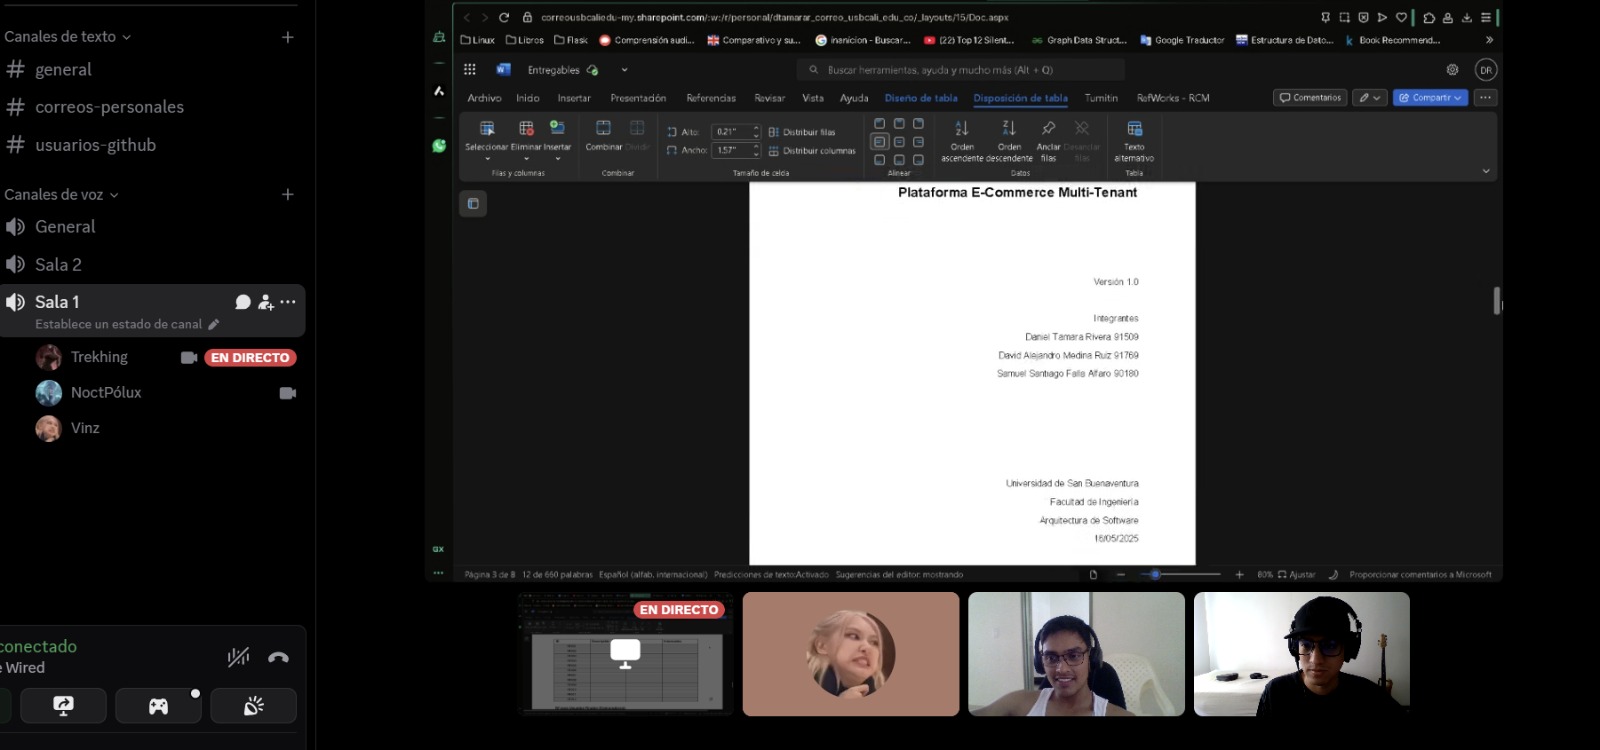 Canales de texto
general
correos-personales
usuarios-github
Canales de voz
General
Sala 2
Sala 1
Establece un estado de canal
Trekhing
EN DIRECTO
NoctPólux
Vinz
conectado
Wired
correousbcaliedu-my.sharepoint.com/:w:/r/personal/dtamarar_correo_usbcali_edu_co/_layouts/15/Doc.aspx
Linux
Libros
Flask
Comprensión audi...
Comparativo y su...
inanicion - Buscar...
(22) Top 12 Silent...
Graph Data Struct...
Google Traductor
Estructura de Dato...
Book Recommend...
Entregables
Buscar herramientas, ayuda y mucho más (Alt + Q)
DR
Archivo
Inicio
Insertar
Presentación
Referencias
Revisar
Vista
Ayuda
Diseño de tabla
Disposición de tabla
Turnitin
RefWorks - RCM
Comentarios
Compartir
Seleccionar
Eliminar
Insertar
Combinar
Dividir
Alto:
0.21"
Ancho:
1.57"
Distribuir filas
Distribuir columnas
Orden ascendente
Orden descendente
Anclar filas
Desanclar filas
Texto alternativo
Filas y columnas
Combinar
Tamaño de celda
Alinear
Datos
Tabla
Plataforma E-Commerce Multi-Tenant
Versión 1.0
Integrantes
Daniel Tamara Rivera 91509
David Alejandro Medina Ruiz 91769
Samuel Santiago Falla Alfaro 90180
Universidad de San Buenaventura
Facultad de Ingeniería
Arquitectura de Software
16/05/2025
GX
Página 3 de 8
12 de 660 palabras
Español (alfab. internacional)
Predicciones de texto:Activado
Sugerencias del editor: mostrando
80%
Ajustar
Proporcionar comentarios a Microsoft
EN DIRECTO